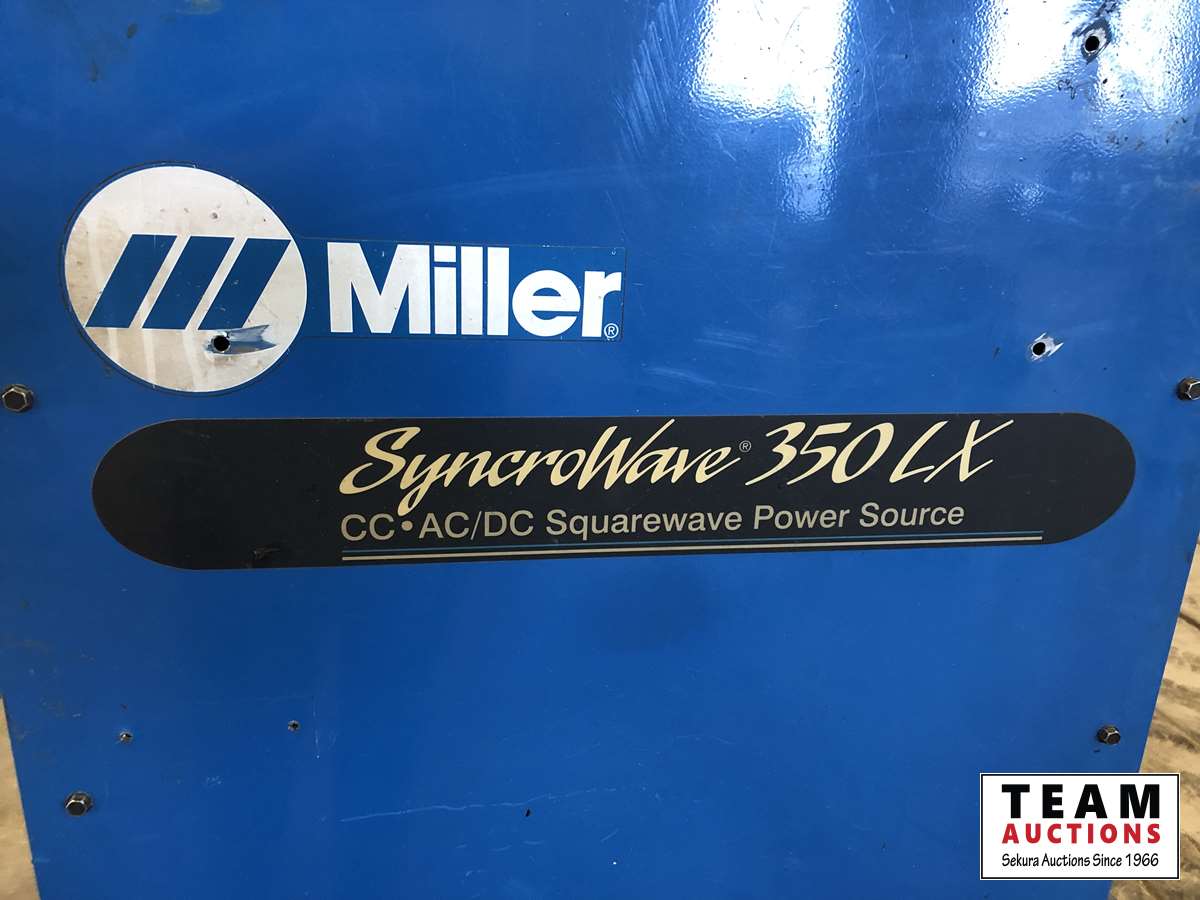 Miller®
SyncroWave® 350 LX
CC•AC/DC Squarewave Power Source
TEAM
AUCTIONS
Sekura Auctions Since 1966